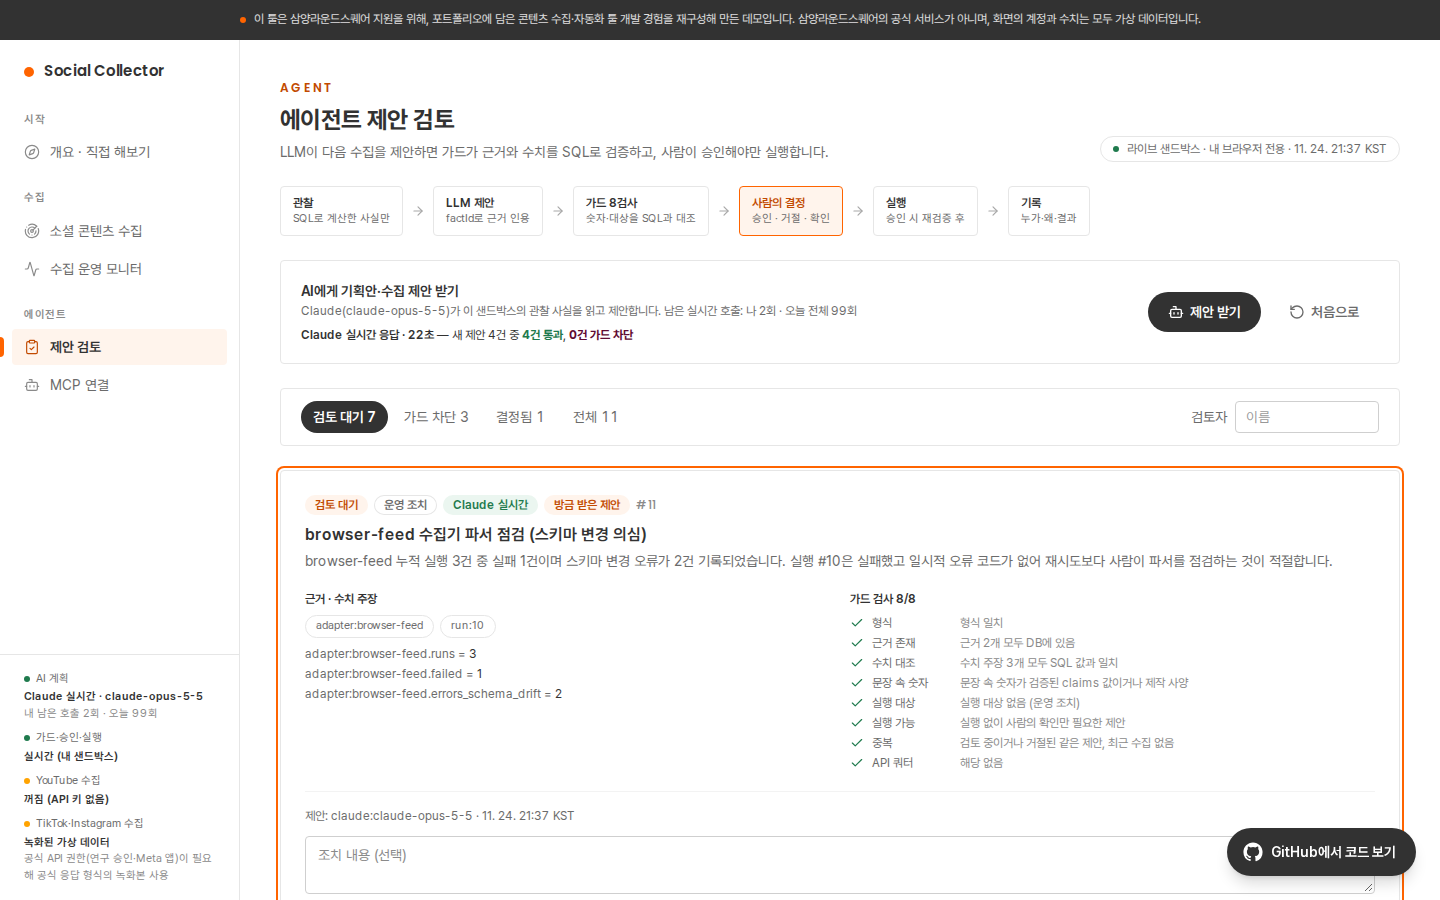 이 툴은 삼양라운드스퀘어 지원을 위해, 포트폴리오에 담은 콘텐츠 수집·자동화 툴 개발 경험을 재구성해 만든 데모입니다. 삼양라운드스퀘어의 공식 서비스가 아니며, 화면의 계정과 수치는 모두 가상 데이터입니다.
Social Collector
시작
개요 · 직접 해보기
수집
소셜 콘텐츠 수집
수집 운영 모니터
에이전트
제안 검토
MCP 연결
AI 계획
Claude 실시간 · claude-opus-5-5
내 남은 호출 2회 · 오늘 99회
가드·승인·실행
실시간 (내 샌드박스)
YouTube 수집
꺼짐 (API 키 없음)
TikTok·Instagram 수집
녹화된 가상 데이터
공식 API 권한(연구 승인·Meta 앱)이 필요
해 공식 응답 형식의 녹화본 사용
AGENT
에이전트 제안 검토
LLM이 다음 수집을 제안하면 가드가 근거와 수치를 SQL로 검증하고, 사람이 승인해야만 실행합니다.
라이브 샌드박스 · 내 브라우저 전용 · 11. 24. 21:37 KST
관찰
SQL로 계산한 사실만
LLM 제안
factId로 근거 인용
가드 8검사
숫자·대상을 SQL과 대조
사람의 결정
승인 · 거절 · 확인
실행
승인 시 재검증 후
기록
누가·왜·결과
AI에게 기획안·수집 제안 받기
Claude(claude-opus-5-5)가 이 샌드박스의 관찰 사실을 읽고 제안합니다. 남은 실시간 호출: 나 2회 · 오늘 전체 99회
Claude 실시간 응답 · 22초 — 새 제안 4건 중 4건 통과, 0건 가드 차단
제안 받기
처음으로
검토 대기 7
가드 차단 3
결정됨 1
전체 11
검토자
이름
검토 대기
운영 조치
Claude 실시간
방금 받은 제안
#11
browser-feed 수집기 파서 점검 (스키마 변경 의심)
browser-feed 누적 실행 3건 중 실패 1건이며 스키마 변경 오류가 2건 기록되었습니다. 실행 #10은 실패했고 일시적 오류 코드가 없어 재시도보다 사람이 파서를 점검하는 것이 적절합니다.
근거 · 수치 주장
adapter:browser-feed
run:10
adapter:browser-feed.runs = 3
adapter:browser-feed.failed = 1
adapter:browser-feed.errors_schema_drift = 2
가드 검사 8/8
형식 형식 일치
근거 존재 근거 2개 모두 DB에 있음
수치 대조 수치 주장 3개 모두 SQL 값과 일치
문장 속 숫자 문장 속 숫자가 검증된 claims 값이거나 제작 사양
실행 대상 실행 대상 없음 (운영 조치)
실행 가능 실행 없이 사람의 확인만 필요한 제안
중복 검토 중이거나 거절된 같은 제안, 최근 수집 없음
API 쿼터 해당 없음
제안: claude:claude-opus-5-5 · 11. 24. 21:37 KST
조치 내용 (선택)
GitHub에서 코드 보기